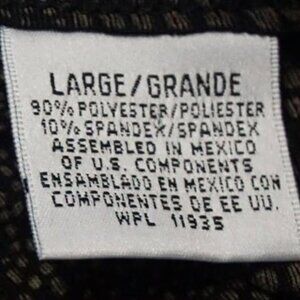 LARGE/GRANDE
90% POLYESTER/POLIESTER
10% SPANDEX/SPANDEX
ASSEMBLED IN MEXICO
OF U.S. COMPONENTS
ENSAMBLADO EN MEXICO CON
COMPONENTES DE EE UU.
WPL 11935